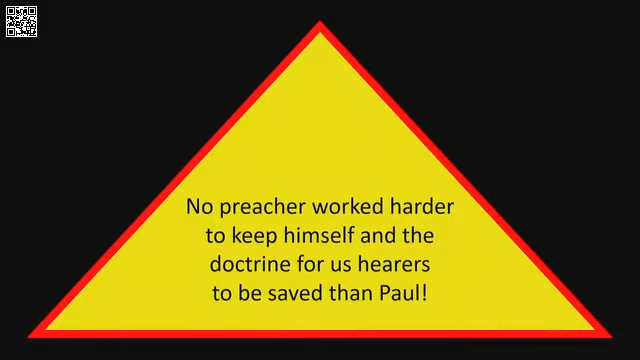 No preacher worked harder
to keep himself and the
doctrine for us hearers
to be saved than Paul!